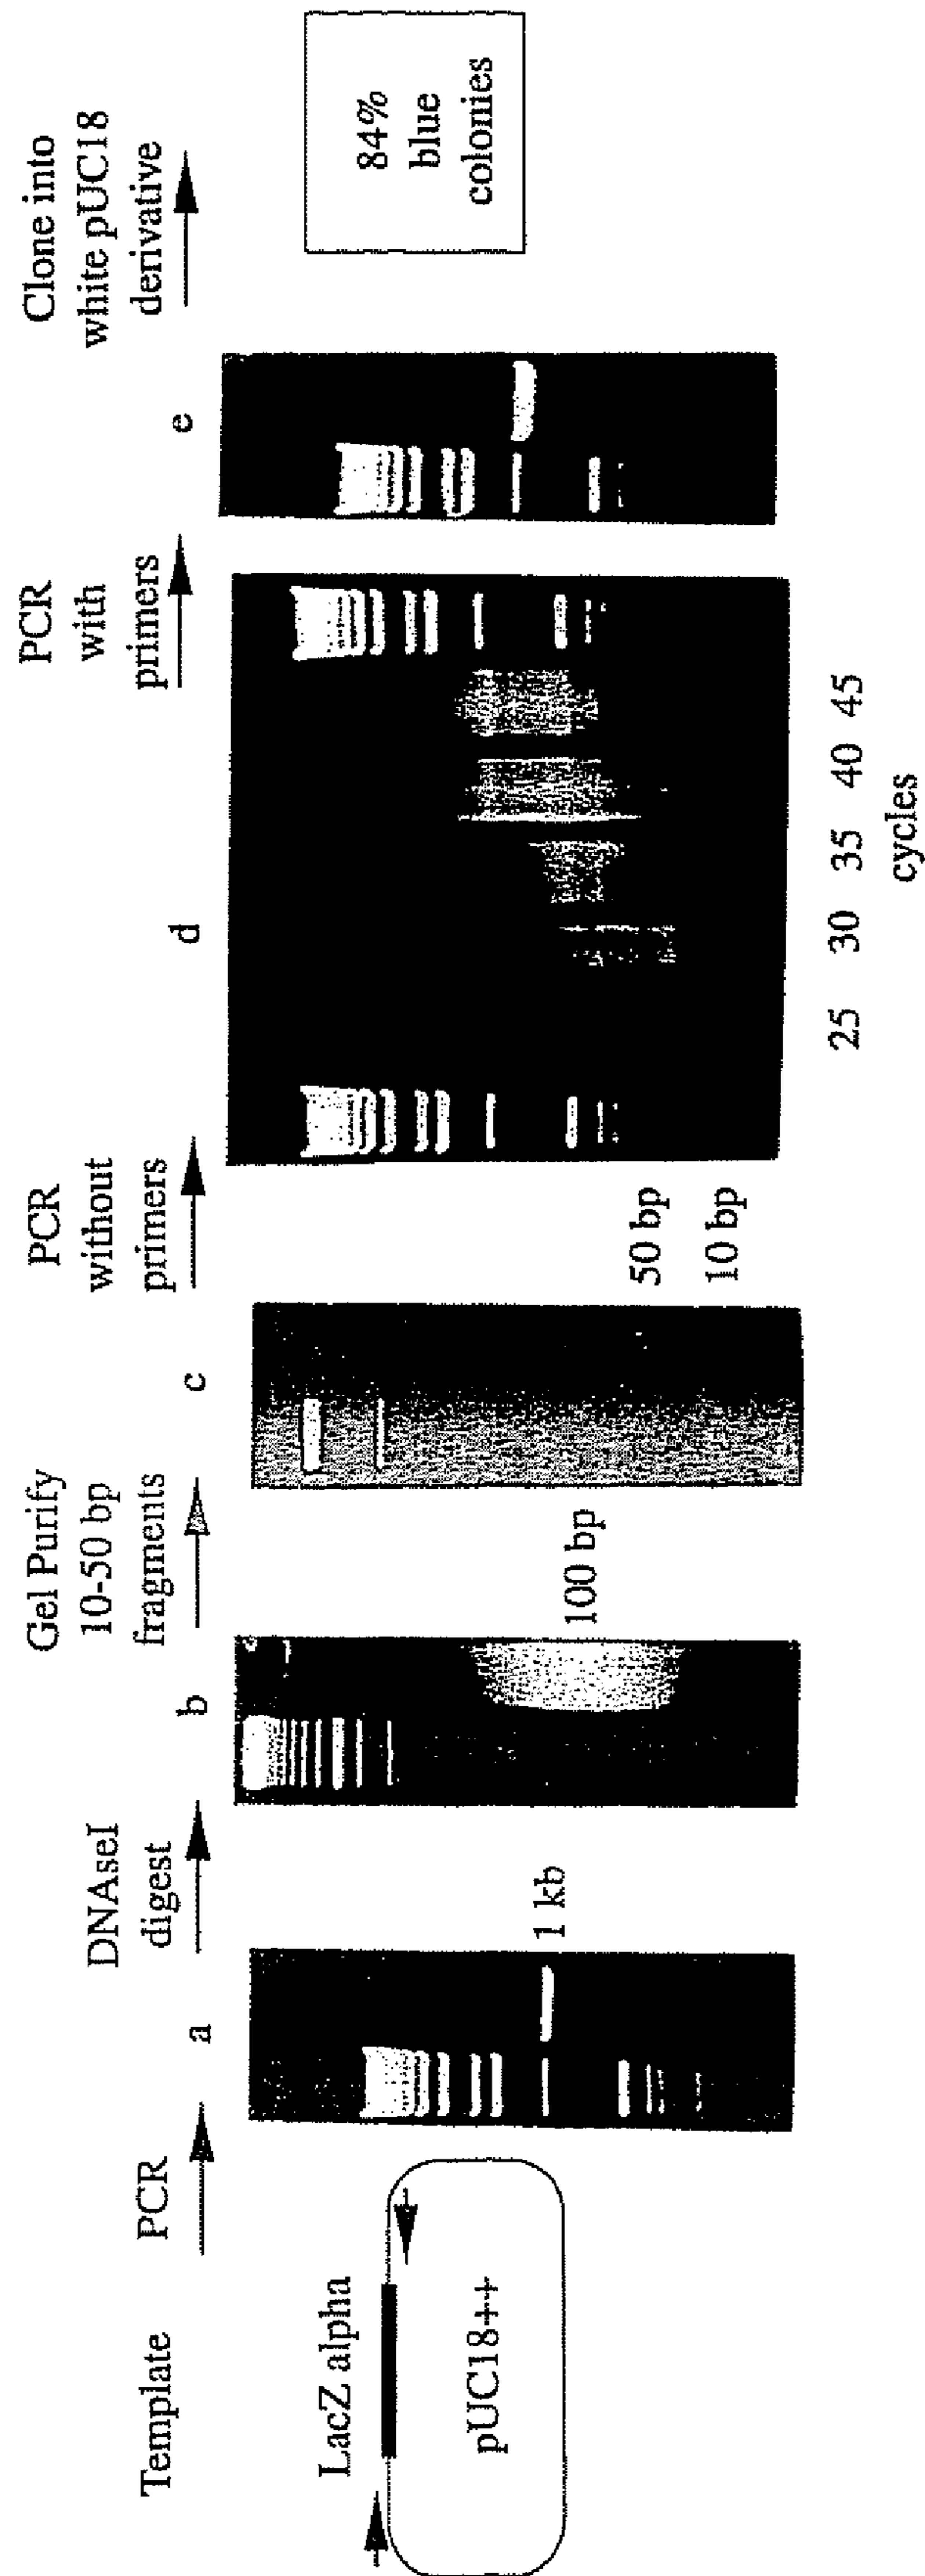 Template
LacZ alpha
pUC18++
PCR
a
1 kb
DNAseI
digest
b
100 bp
Gel Purify
10-50 bp
fragments
c
50 bp
10 bp
PCR
without
primers
d
25 30 35 40 45
cycles
PCR
with
primers
e
Clone into
white pUC18
derivative
84%
blue
colonies